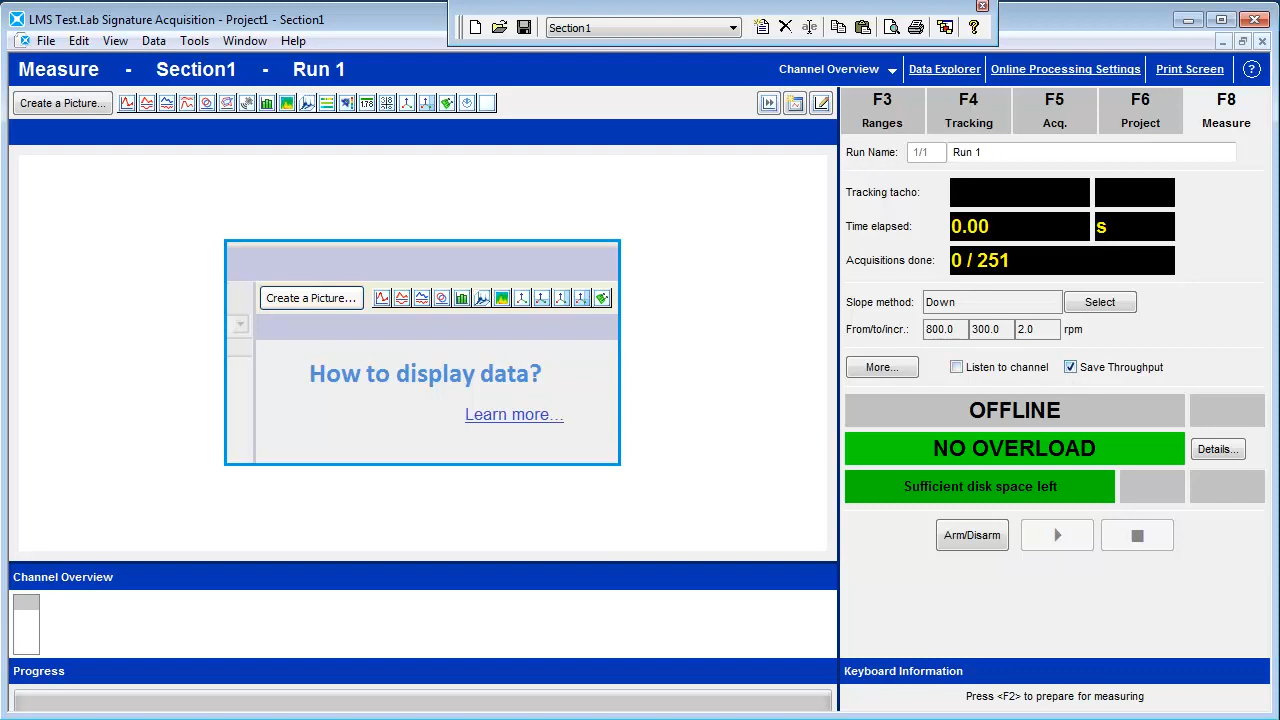 LMS Test.Lab Signature Acquisition - Project1 - Section1
Section1
File Edit View Data Tools Window Help
Measure - Section1 - Run 1
Channel Overview Data Explorer Online Processing Settings Print Screen ?
Create a Picture...
F3 F4 F5 F6 F8
Ranges Tracking Acq. Project Measure
Run Name: 1/1 Run 1
Tracking tacho:
Time elapsed: 0.00 s
Acquisitions done: 0 / 251
Create a Picture...
Slope method: Down Select
From/to/incr.: 800.0 300.0 2.0 rpm
How to display data?
Learn more...
More... Listen to channel Save Throughput
OFFLINE
NO OVERLOAD Details...
Sufficient disk space left
Arm/Disarm
Channel Overview
Progress
Keyboard Information
Press <F2> to prepare for measuring